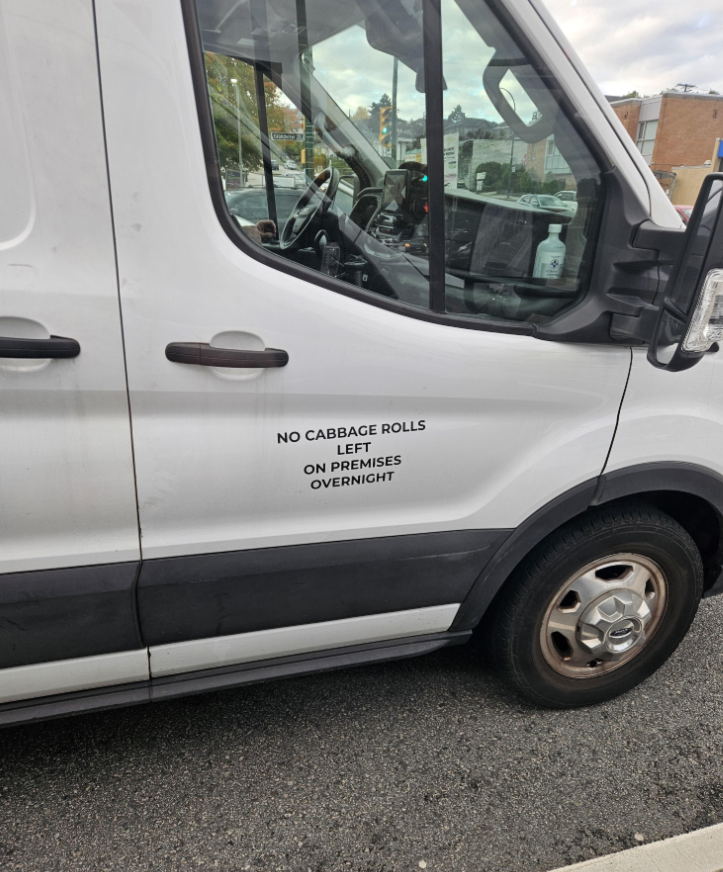 NO CABBAGE ROLLS
LEFT
ON PREMISES
OVERNIGHT